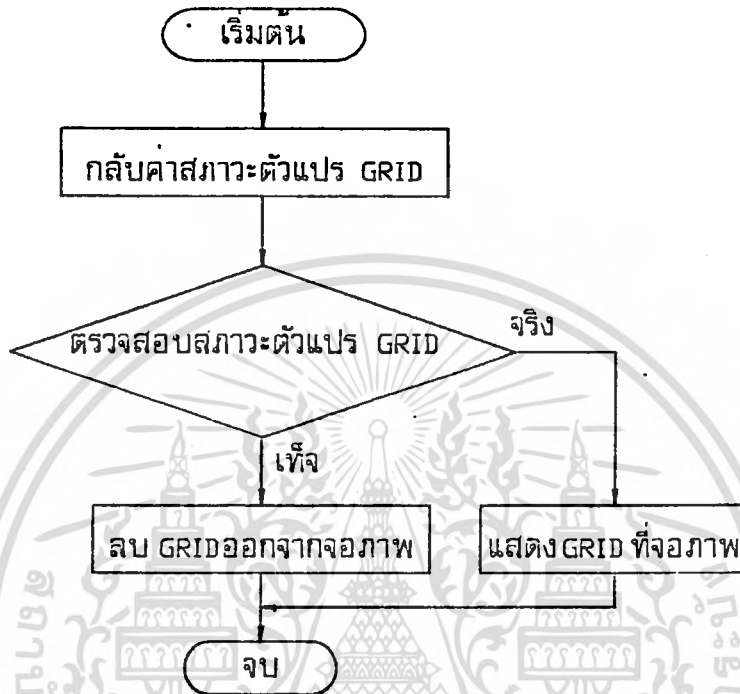 เริ่มต้น
กลับค่าสภาวะตัวแปร GRID
ตรวจสอบสภาวะตัวแปร GRID
จริง
เท็จ
ลบ GRIDออกจากจอภาพ
แสดงGRID ที่จอภาพ
จบ